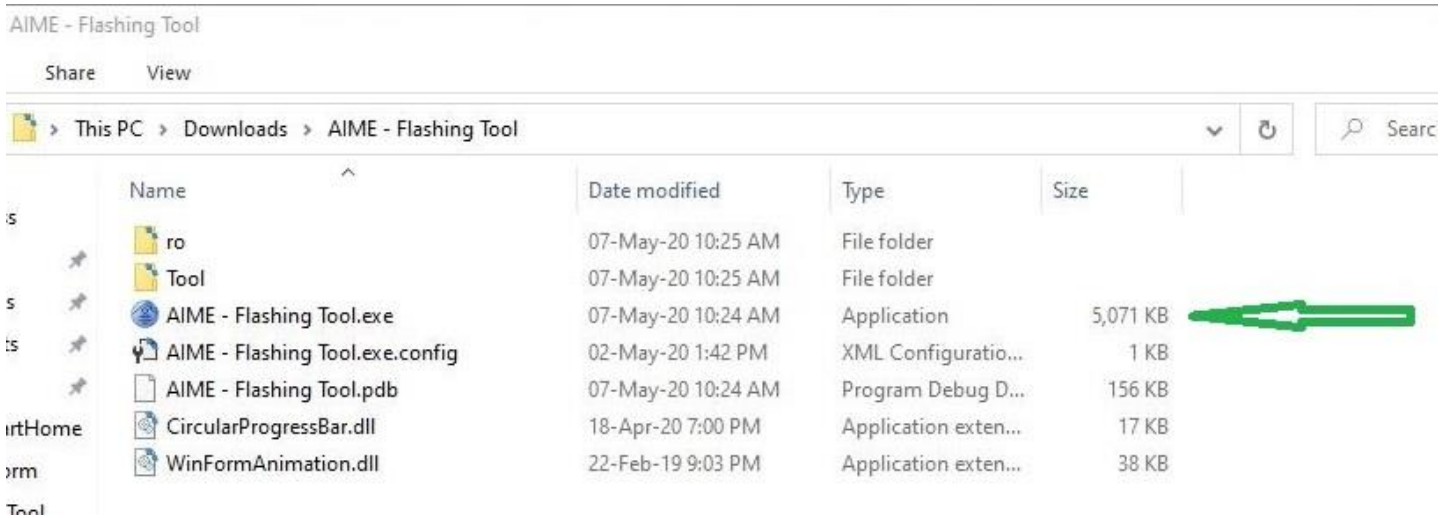 AIME - Flashing Tool
Share View
> This PC > Downloads > AIME - Flashing Tool
Searc
Name Date modified Type Size
ro 07-May-20 10:25 AM File folder
Tool 07-May-20 10:25 AM File folder
AIME - Flashing Tool.exe 07-May-20 10:24 AM Application 5,071 KB
AIME - Flashing Tool.exe.config 02-May-20 1:42 PM XML Configuratio... 1 KB
AIME - Flashing Tool.pdb 07-May-20 10:24 AM Program Debug D... 156 KB
rtHome CircularProgressBar.dll 18-Apr-20 7:00 PM Application exten... 17 KB
rm WinFormAnimation.dll 22-Feb-19 9:03 PM Application exten... 38 KB
Tool